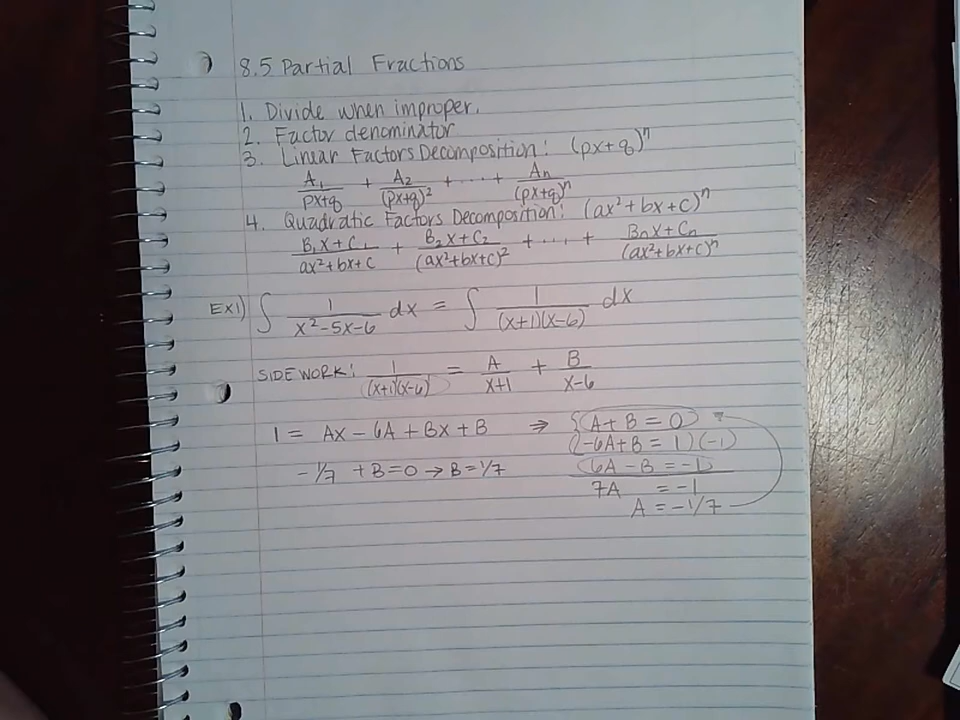 8.5 Partial Fractions
1. Divide when improper.
2. Factor denominator
3. Linear Factors Decomposition: (px+q)^n
A₁/(px+q) + A₂/(px+q)² + ... + Aₙ/(px+q)^n
4. Quadratic Factors Decomposition: (ax²+bx+c)^n
(B₁x+C₁)/(ax²+bx+c) + (B₂x+C₂)/(ax²+bx+c)² + ... + (Bₙx+Cₙ)/(ax²+bx+c)^n
EX1) ∫ 1/(x²-5x-6) dx = ∫ 1/((x+1)(x-6)) dx
SIDEWORK: 1/((x+1)(x-6)) = A/(x+1) + B/(x-6)
1 = Ax - 6A + Bx + B ⇒ {A + B = 0
(-6A+B = 1)(-1)
-1/7 + B = 0 → B = 1/7
6A - B = -1
7A = -1
A = -1/7